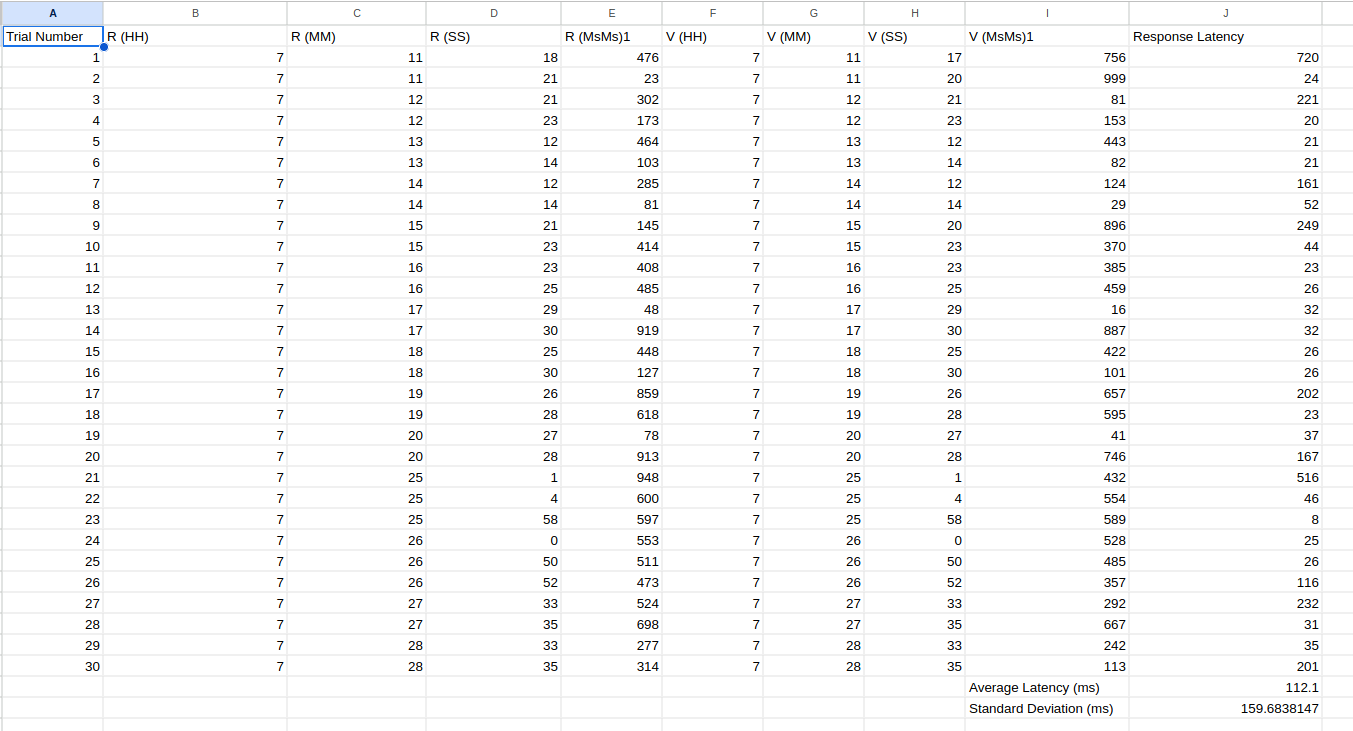 A B C D E F G H I J
Trial Number R (HH) R (MM) R (SS) R (MsMs)1 V (HH) V (MM) V (SS) V (MsMs)1 Response Latency
1 7 11 18 476 7 11 17 756 720
2 7 11 21 23 7 11 20 999 24
3 7 12 21 302 7 12 21 81 221
4 7 12 23 173 7 12 23 153 20
5 7 13 12 464 7 13 12 443 21
6 7 13 14 103 7 13 14 82 21
7 7 14 12 285 7 14 12 124 161
8 7 14 14 81 7 14 14 29 52
9 7 15 21 145 7 15 20 896 249
10 7 15 23 414 7 15 23 370 44
11 7 16 23 408 7 16 23 385 23
12 7 16 25 485 7 16 25 459 26
13 7 17 29 48 7 17 29 16 32
14 7 17 30 919 7 17 30 887 32
15 7 18 25 448 7 18 25 422 26
16 7 18 30 127 7 18 30 101 26
17 7 19 26 859 7 19 26 657 202
18 7 19 28 618 7 19 28 595 23
19 7 20 27 78 7 20 27 41 37
20 7 20 28 913 7 20 28 746 167
21 7 25 1 948 7 25 1 432 516
22 7 25 4 600 7 25 4 554 46
23 7 25 58 597 7 25 58 589 8
24 7 26 0 553 7 26 0 528 25
25 7 26 50 511 7 26 50 485 26
26 7 26 52 473 7 26 52 357 116
27 7 27 33 524 7 27 33 292 232
28 7 27 35 698 7 27 35 667 31
29 7 28 33 277 7 28 33 242 35
30 7 28 35 314 7 28 35 113 201
Average Latency (ms) 112.1
Standard Deviation (ms) 159.6838147